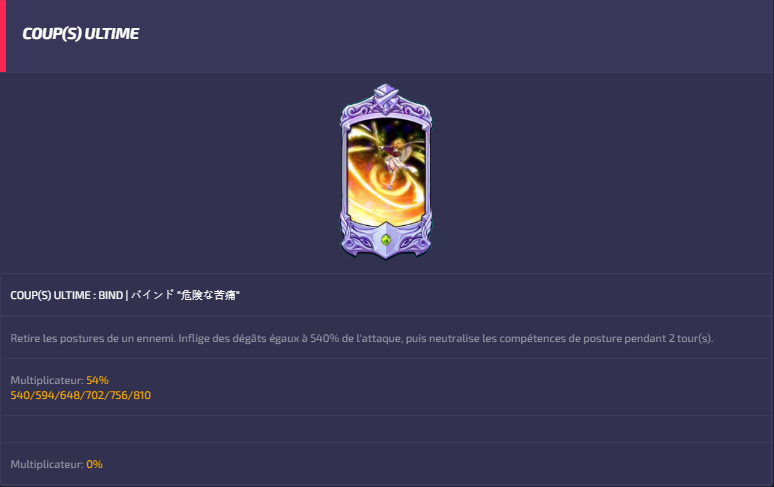 COUP(S) ULTIME
COUP(S) ULTIME : BIND | バインド "危険な苦痛"
Retire les postures de un ennemi. Inflige des dégâts égaux à 540% de l'attaque, puis neutralise les compétences de posture pendant 2 tour(s).
Multiplicateur: 54%
540/594/648/702/756/810
Multiplicateur: 0%